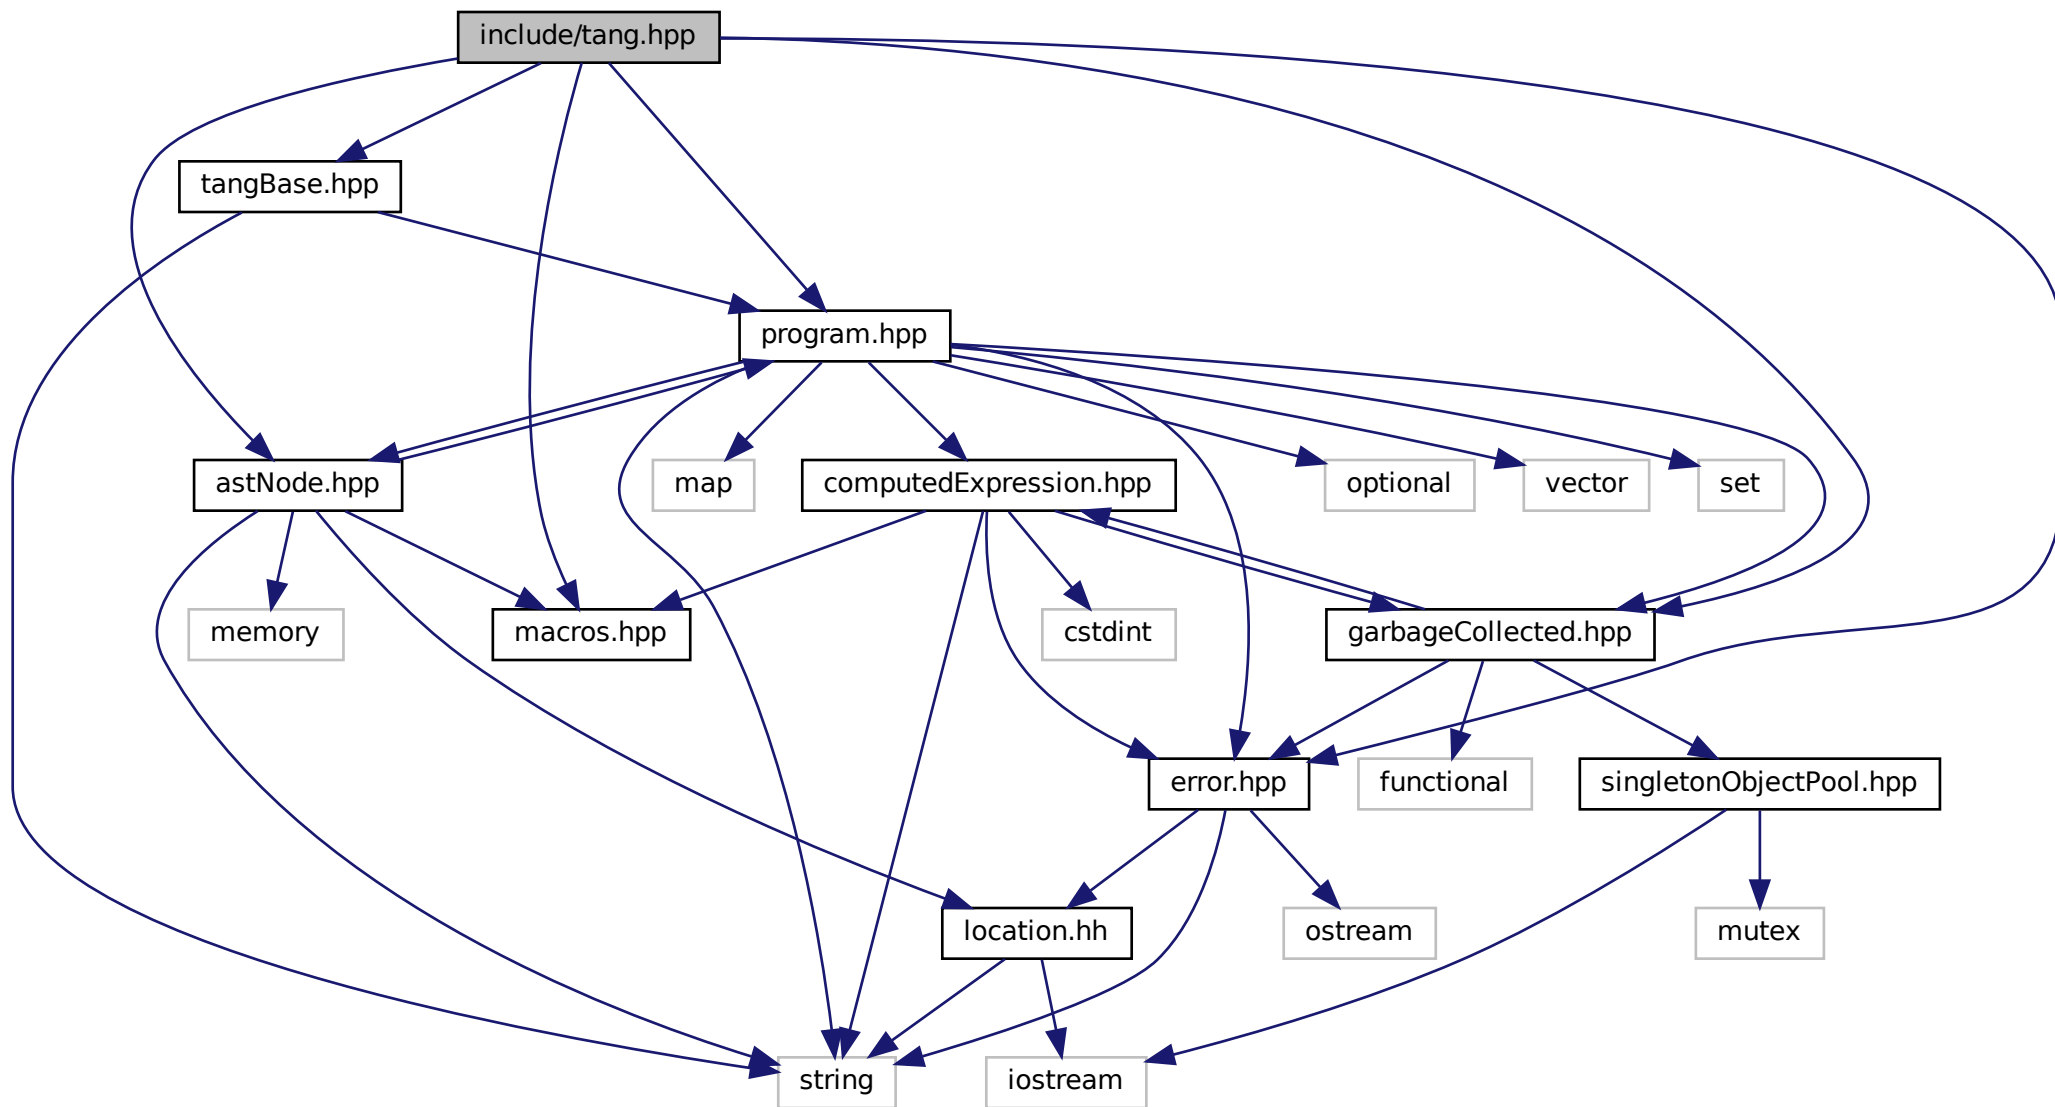 include/tang.hpp
tangBase.hpp
program.hpp
astNode.hpp
map
computedExpression.hpp
optional
vector
set
memory
macros.hpp
cstdint
garbageCollected.hpp
error.hpp
functional
singletonObjectPool.hpp
location.hh
ostream
mutex
string
iostream